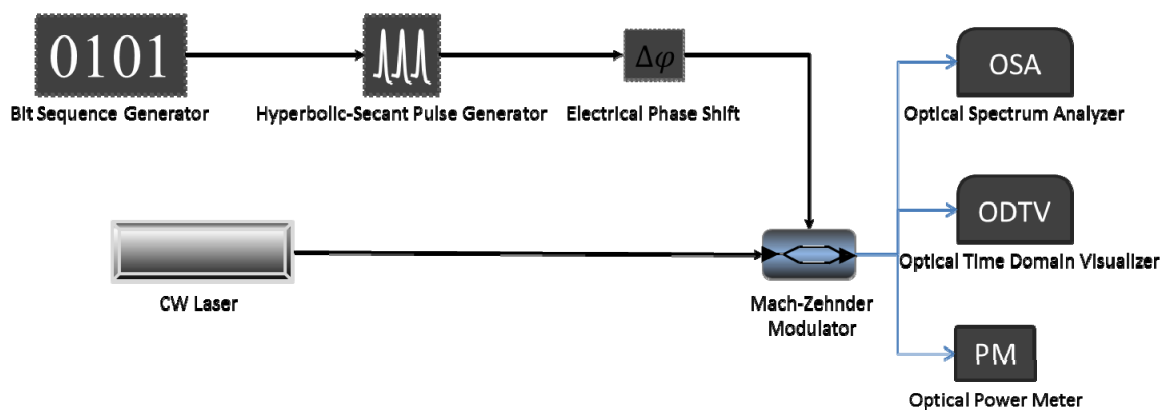 0101
Δφ
Bit Sequence Generator
Hyperbolic-Secant Pulse Generator
Electrical Phase Shift
OSA
Optical Spectrum Analyzer
ODTV
Optical Time Domain Visualizer
CW Laser
Mach-Zehnder
Modulator
PM
Optical Power Meter